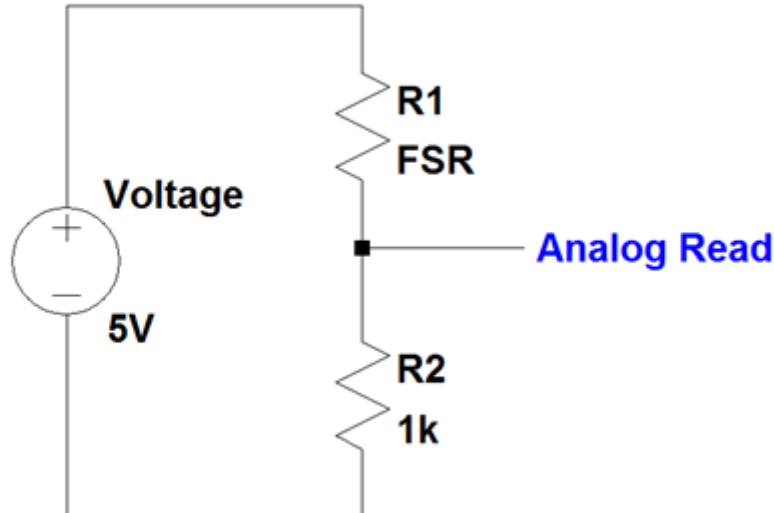 R1
FSR
Voltage
+
−
5V
Analog Read
R2
1k